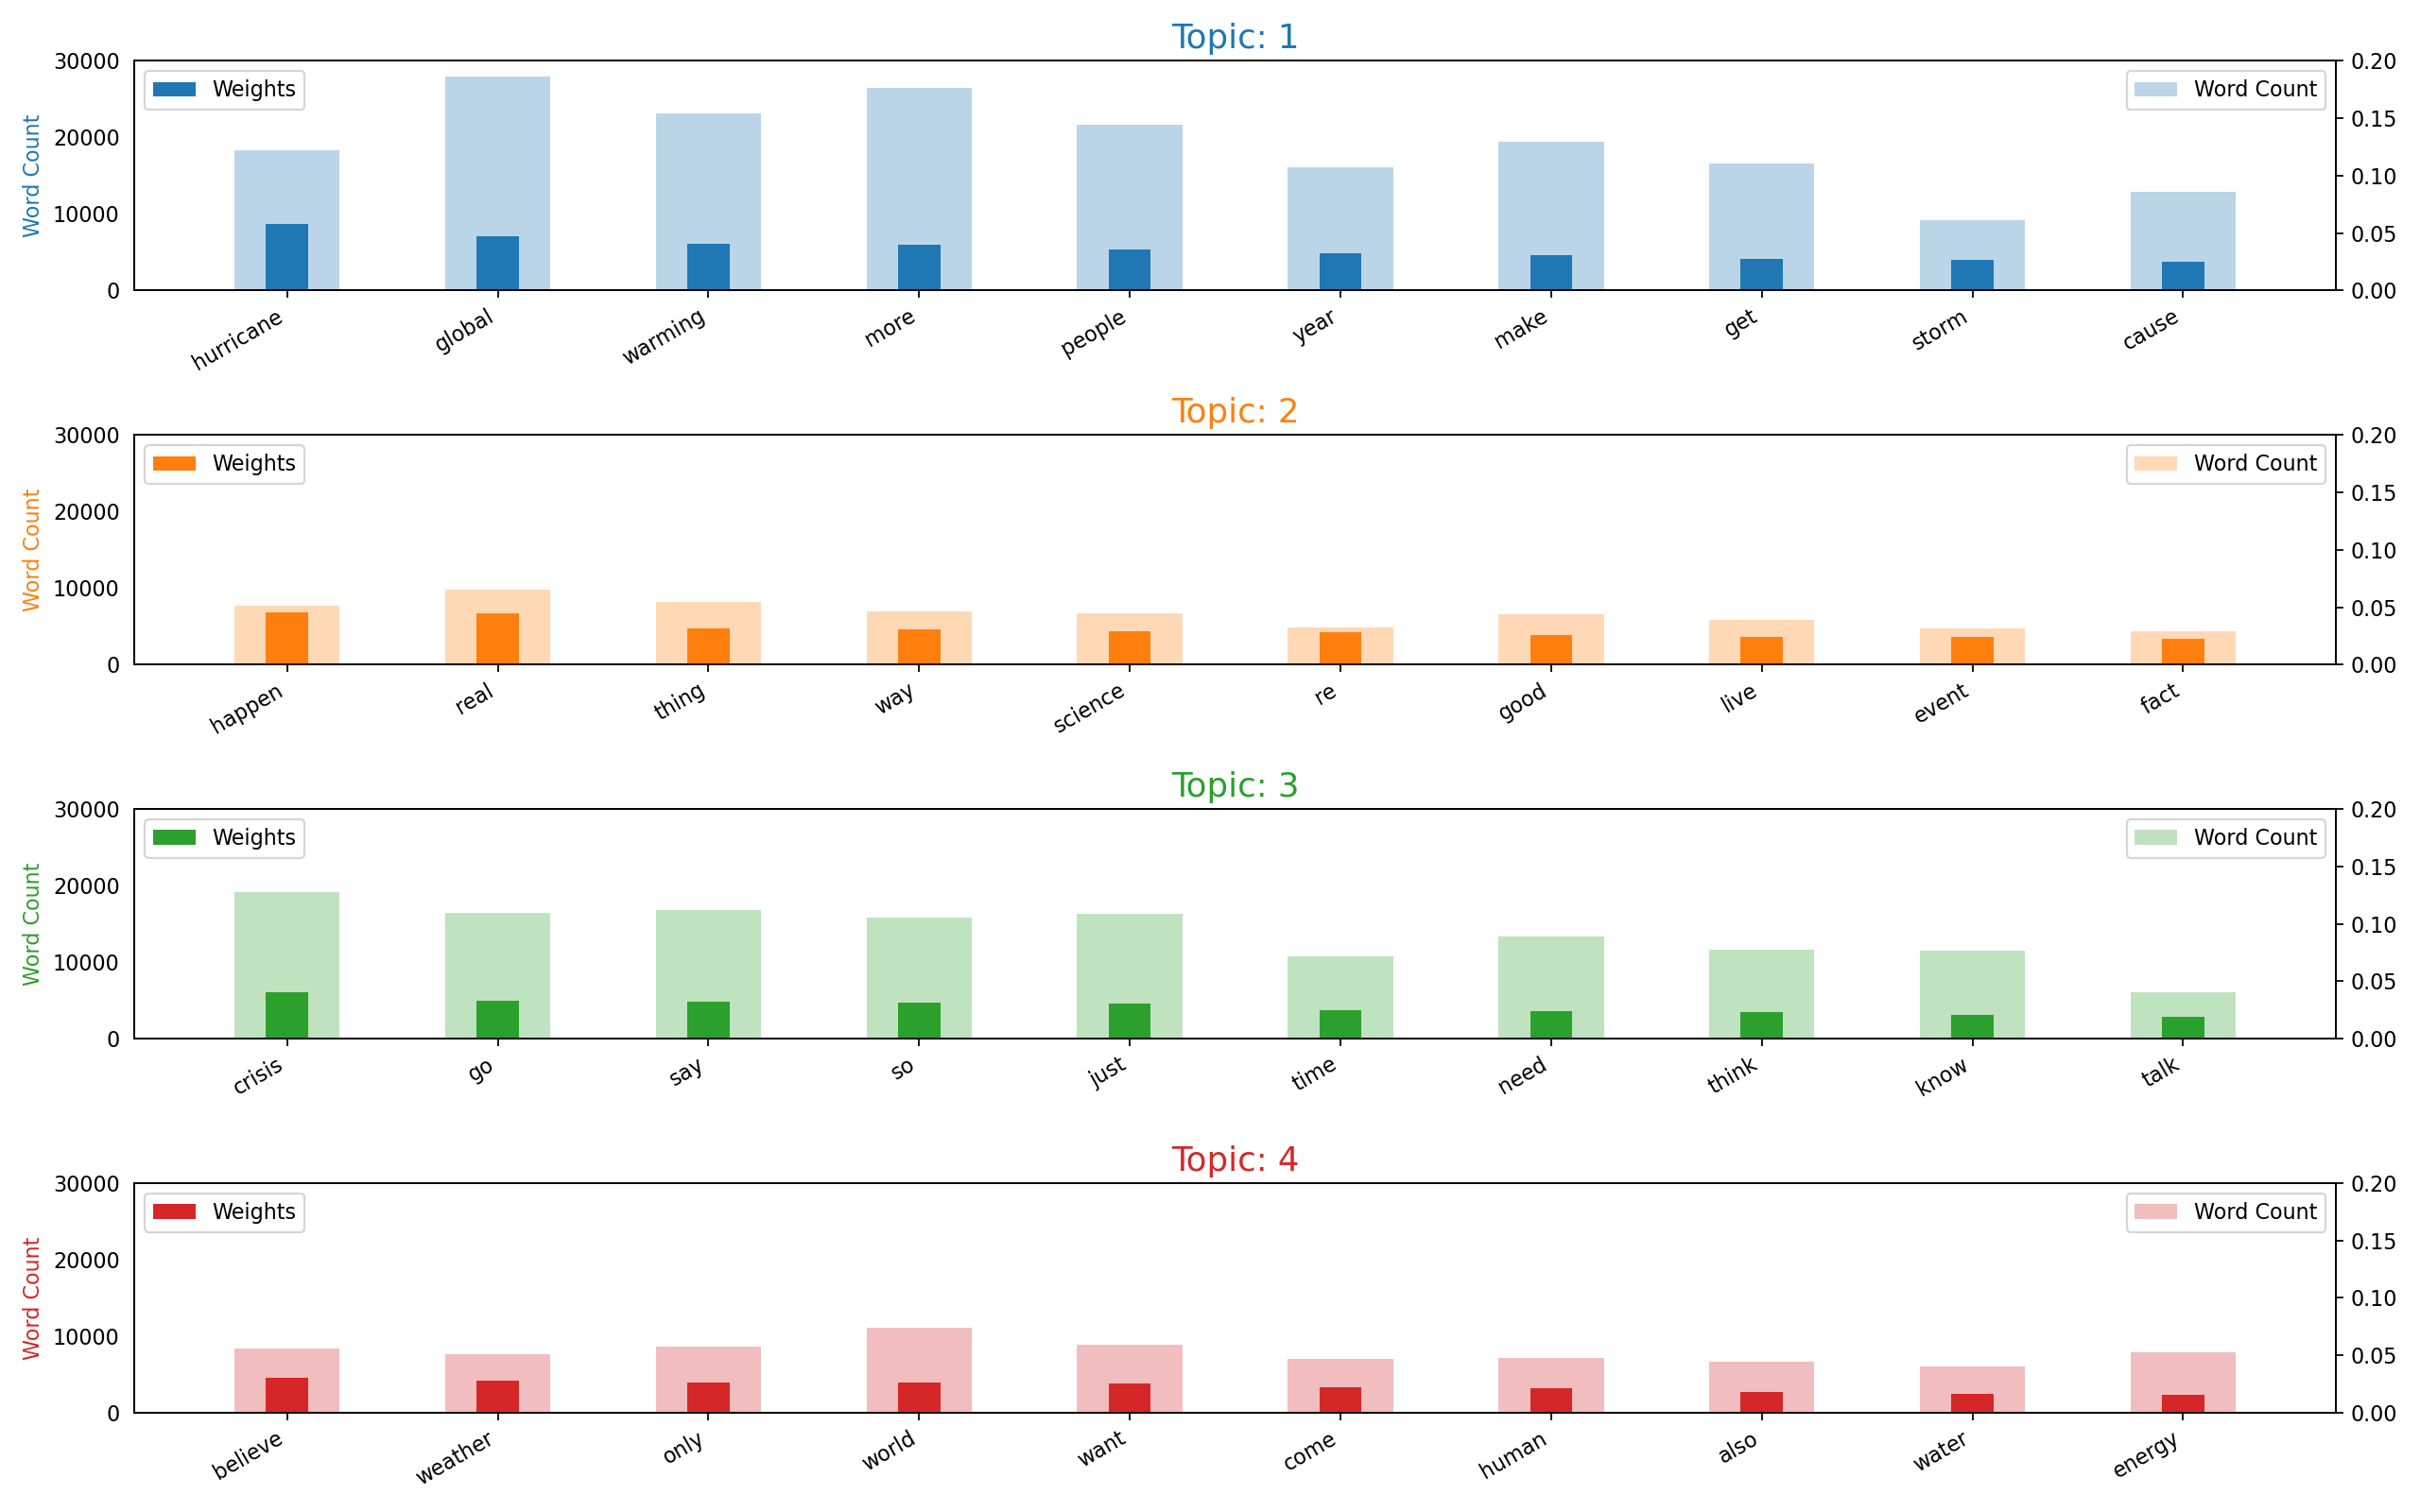 Topic: 1
30000
20000
10000
0
Word Count
Weights
Word Count
0.20
0.15
0.10
0.05
0.00
hurricane
global
warming
more
people
year
make
get
storm
cause
Topic: 2
30000
20000
10000
0
Word Count
Weights
Word Count
0.20
0.15
0.10
0.05
0.00
happen
real
thing
way
science
re
good
live
event
fact
Topic: 3
30000
20000
10000
0
Word Count
Weights
Word Count
0.20
0.15
0.10
0.05
0.00
crisis
go
say
so
just
time
need
think
know
talk
Topic: 4
30000
20000
10000
0
Word Count
Weights
Word Count
0.20
0.15
0.10
0.05
0.00
believe
weather
only
world
want
come
human
also
water
energy